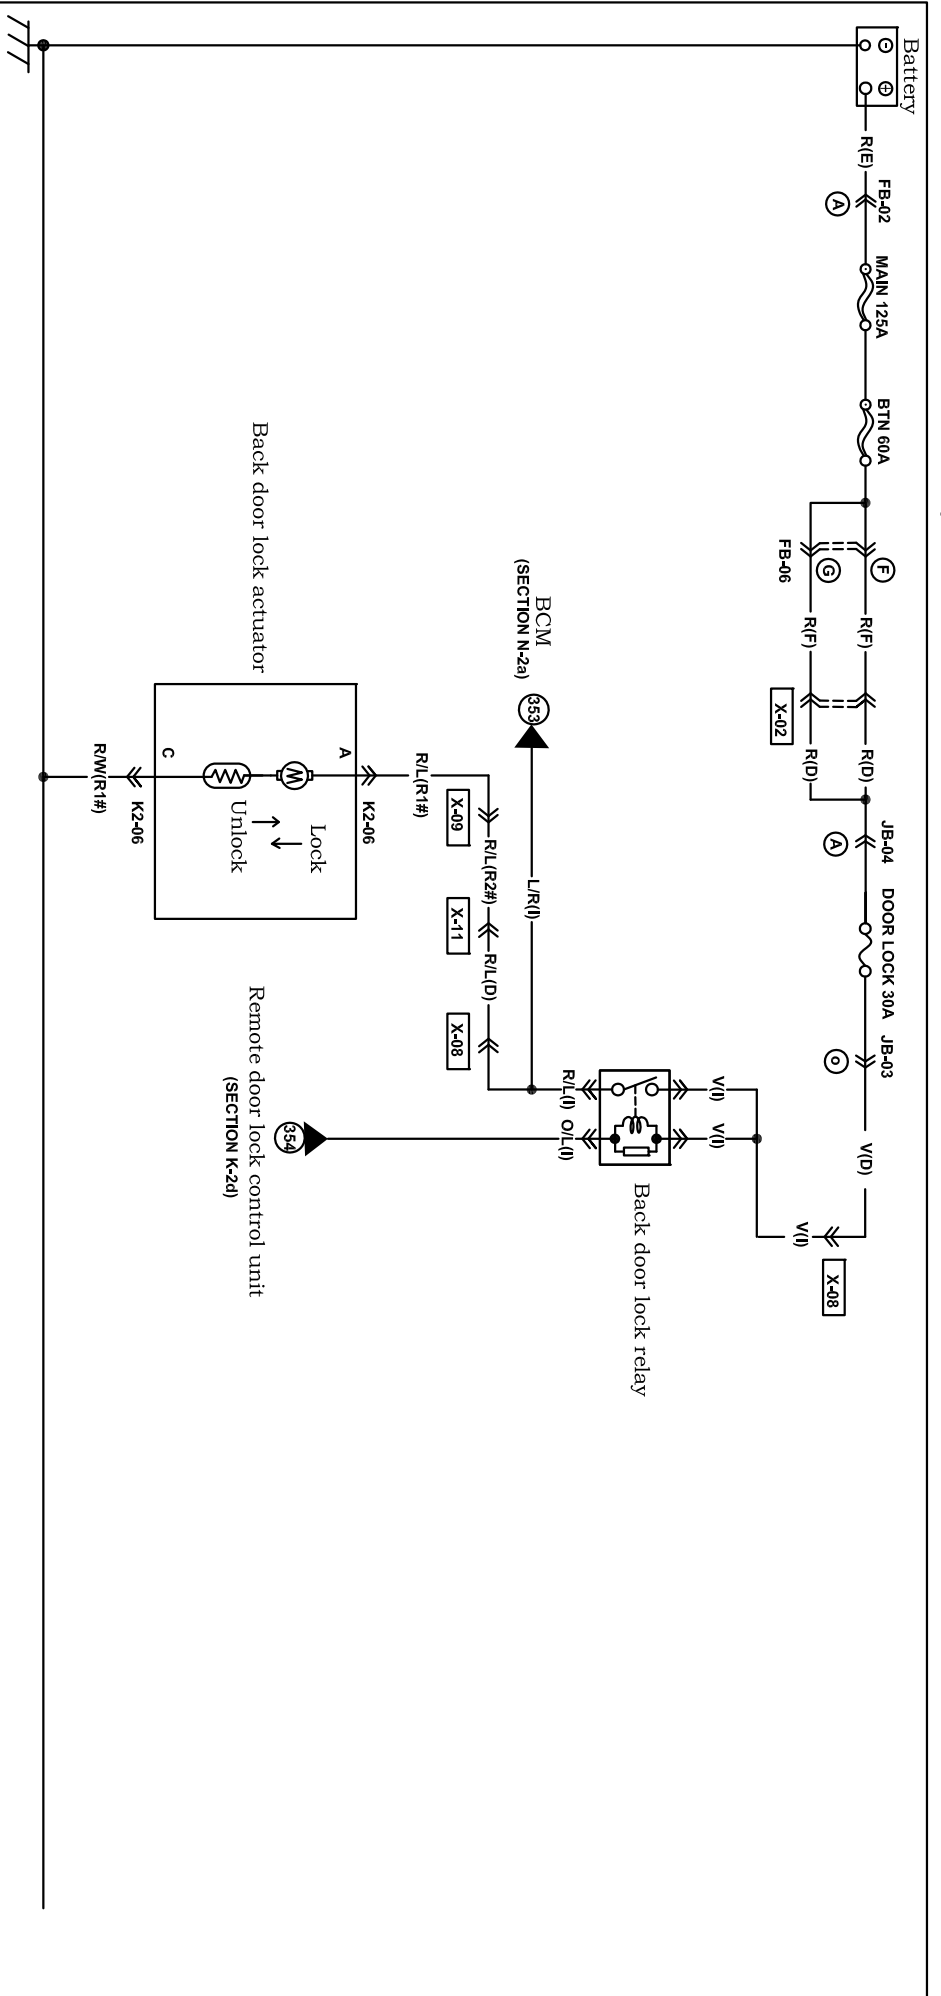 Battery
R(E)
FB-02
A
MAIN 125A
BTN 60A
F
G
FB-06
R(F)
R(F)
X-02
R(D)
R(D)
JB-04
A
DOOR LOCK 30A
JB-03
O
V(D)
X-08
V(I)
V(I)
V(I)
Back door lock relay
R/L(I)
O/L(I)
BCM
(SECTION N-2a)
353
L/R(I)
X-08
R/L(D)
X-11
R/L(R2#)
X-09
R/L(R1#)
K2-06
A
Back door lock actuator
M
Lock
Unlock
C
K2-06
R/W(R1#)
354
Remote door lock control unit
(SECTION K-2d)